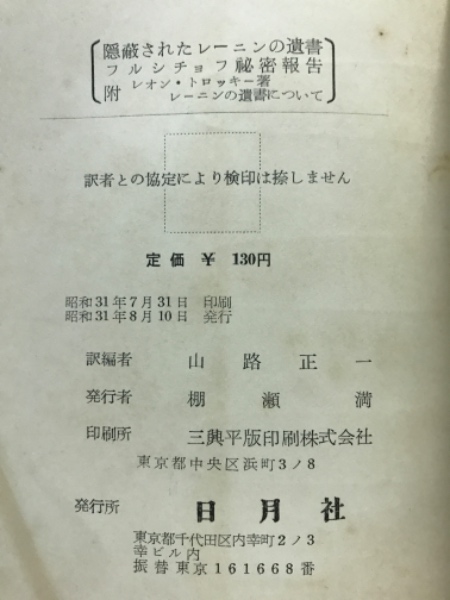 隠蔽されたレーニンの遺書
フルシチョフ秘密報告
附 レオン・トロッキー著
レーニンの遺書について
訳者との協定により検印は捺しません
定価 ¥ 130円
昭和31年7月31日 印刷
昭和31年8月10日 発行
訳編者 山路正一
発行者 棚瀬満
印刷所 三興平版印刷株式会社
東京都中央区浜町3ノ8
発行所 日月社
東京都千代田区内幸町2ノ3
幸ビル内
振替東京161668番